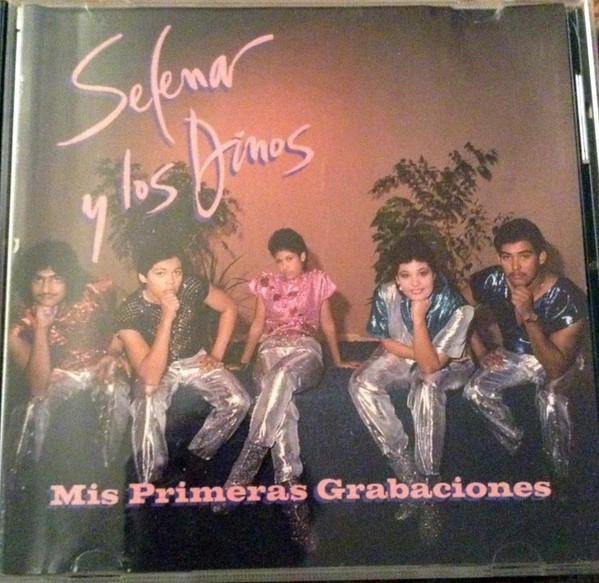 Selena
y los Dinos
Mis Primeras Grabaciones